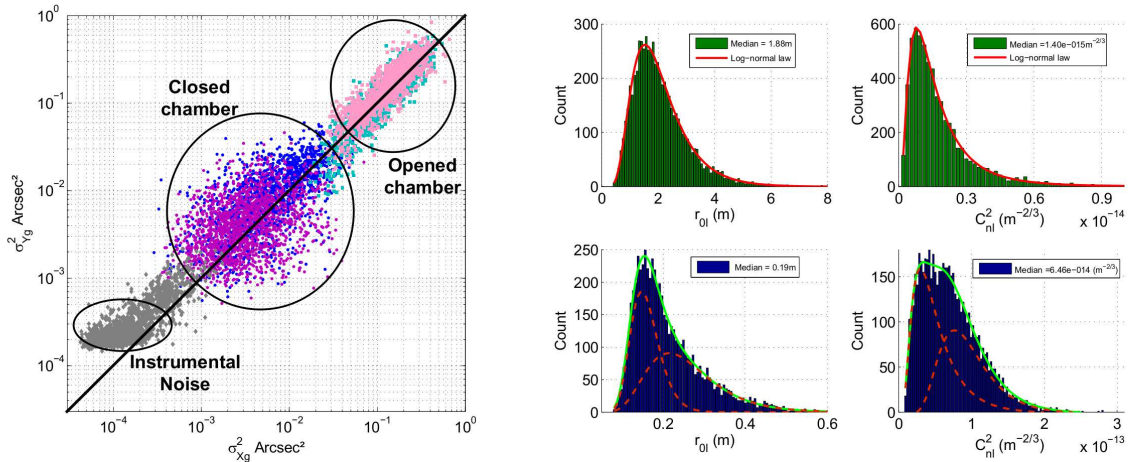 10⁰
10⁻¹
10⁻²
10⁻³
10⁻⁴
σ²Yg Arcsec²
Closed
chamber
Opened
chamber
Instrumental
Noise
10⁻⁴ 10⁻³ 10⁻² 10⁻¹ 10⁰
σ²Xg Arcsec²
300
200
100
0
Count
Median = 1.88m
Log−normal law
0 2 4 6 8
r0l (m)
600
400
200
0
Count
Median =1.40e−015m−2/3
Log−normal law
0 0.3 0.6 0.9
C²nl (m−2/3) x 10−14
250
200
150
100
50
0
Count
Median = 0.19m
0 0.2 0.4 0.6
r0l (m)
150
100
50
0
Count
Median =6.46e−014 (m−2/3)
0 1 2 3
C²nl (m−2/3) x 10−13